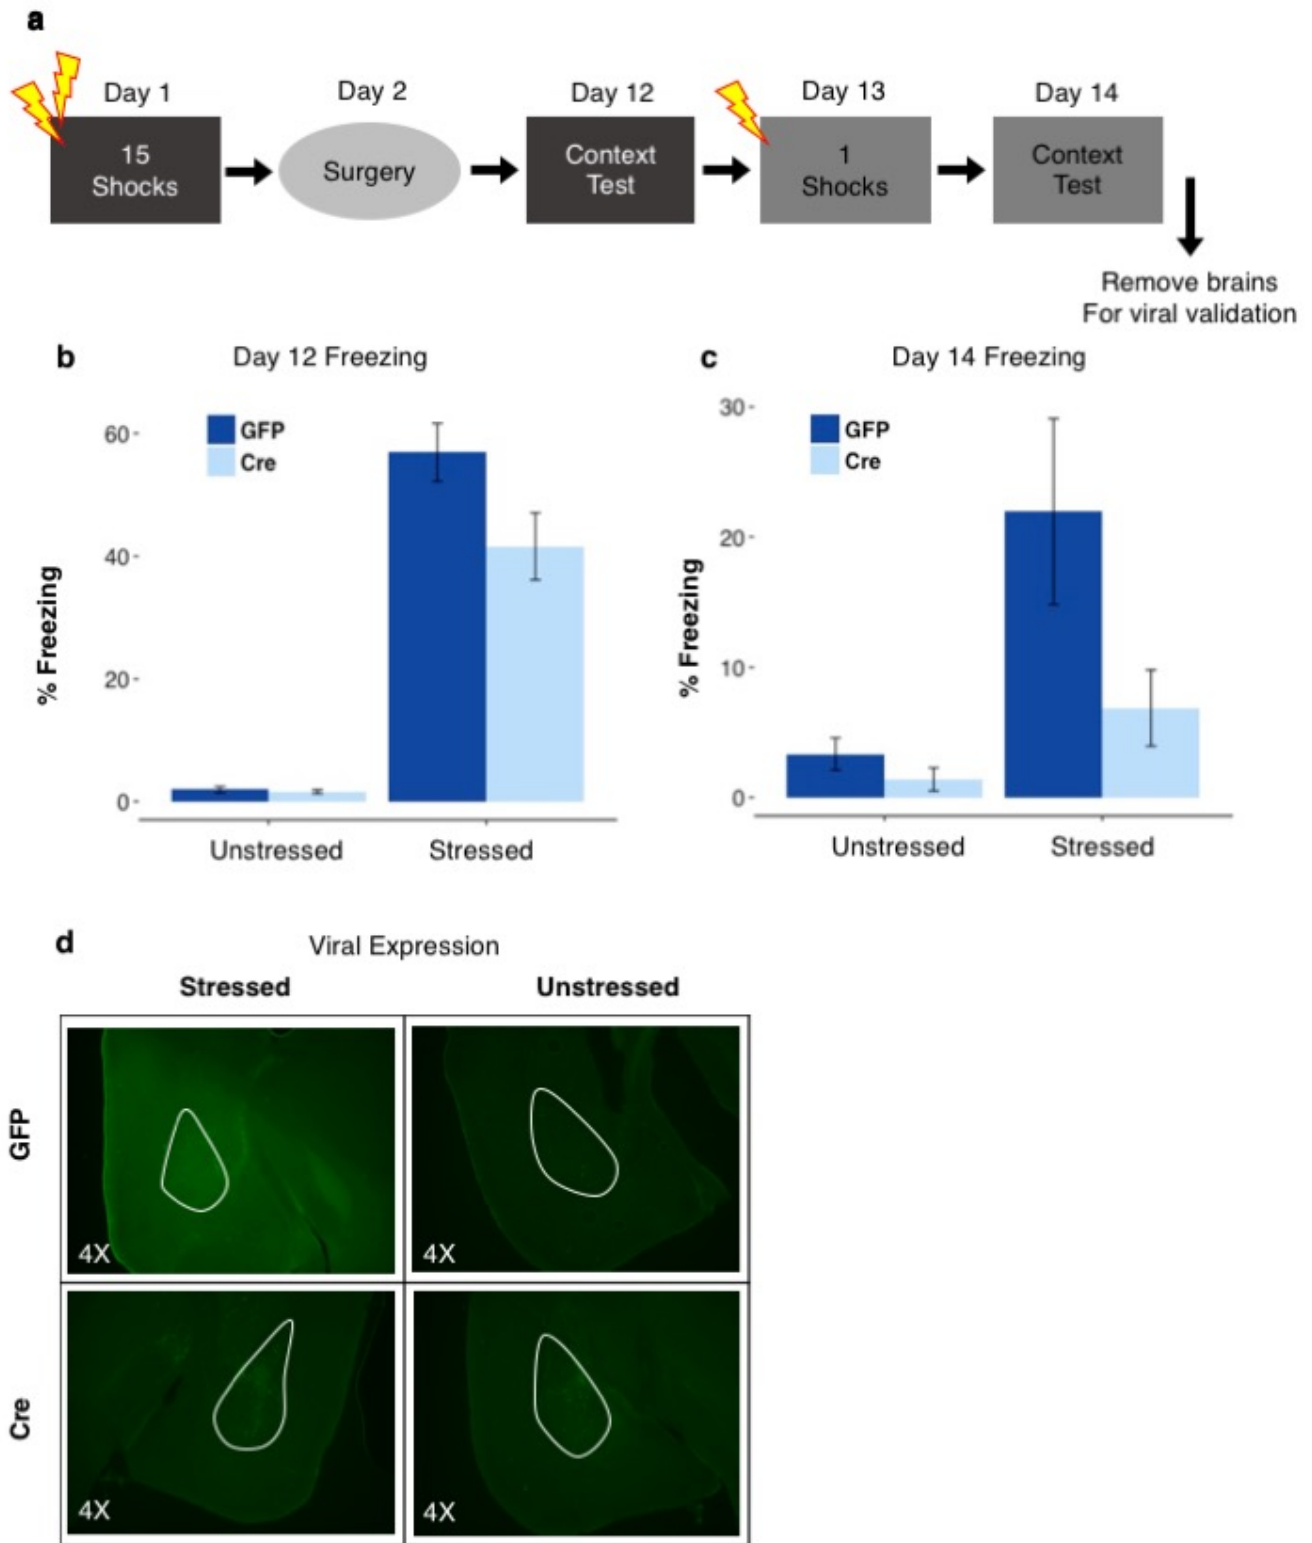 a
Day 1
Day 2
Day 12
Day 13
Day 14
15
Shocks
Surgery
Context
Test
1
Shocks
Context
Test
Remove brains
For viral validation
b
Day 12 Freezing
GFP
Cre
% Freezing
60
40
20
0
Unstressed
Stressed
c
Day 14 Freezing
GFP
Cre
% Freezing
30
20
10
0
Unstressed
Stressed
d
Viral Expression
Stressed
Unstressed
GFP
4X
4X
Cre
4X
4X